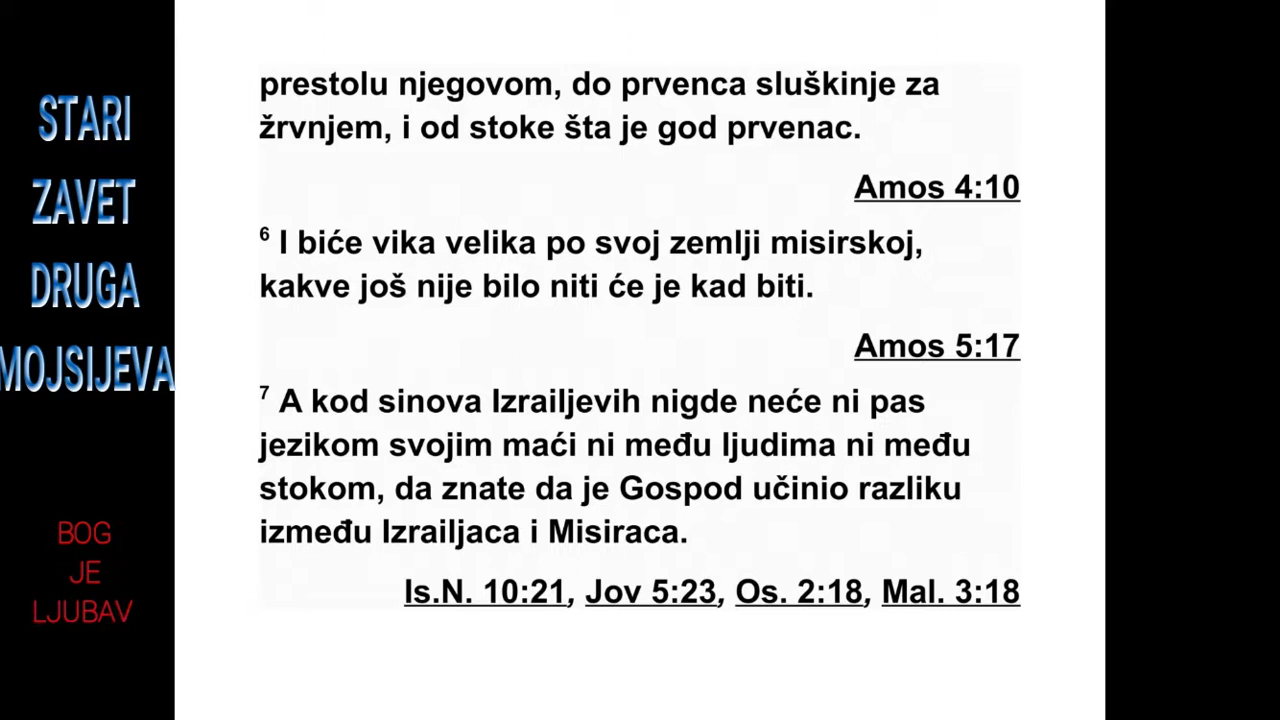 STARI
ZAVET
DRUGA
MOJSIJEVA
BOG
JE
LJUBAV
prestolu njegovom, do prvenca sluškinje za
žrvnjem, i od stoke šta je god prvenac.
Amos 4:10
6 I biće vika velika po svoj zemlji misirskoj,
kakve još nije bilo niti će je kad biti.
Amos 5:17
7 A kod sinova Izrailjevih nigde neće ni pas
jezikom svojim maći ni među ljudima ni među
stokom, da znate da je Gospod učinio razliku
između Izrailjaca i Misiraca.
Is.N. 10:21, Jov 5:23, Os. 2:18, Mal. 3:18